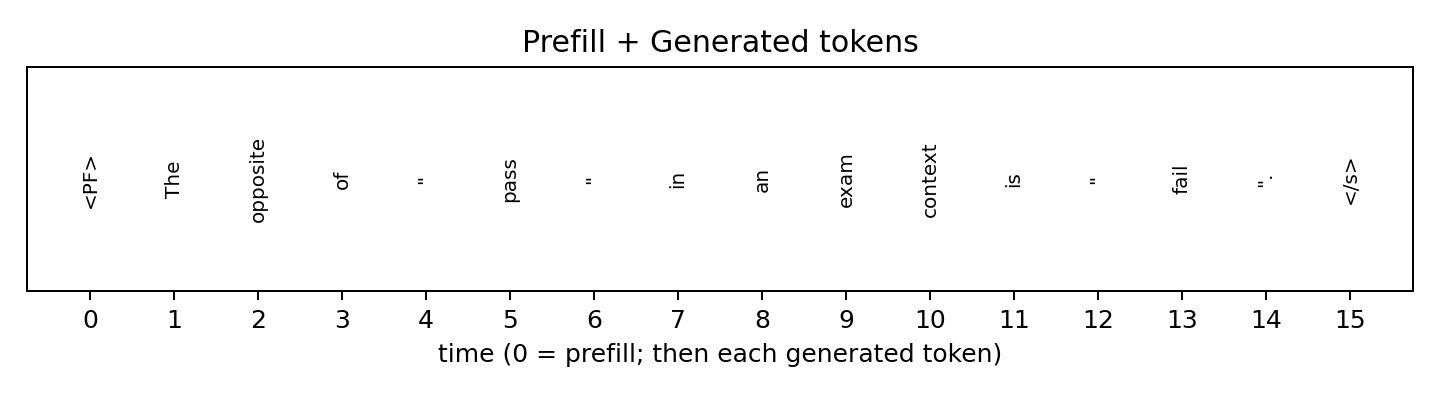 Prefill + Generated tokens
<PF> The opposite of " pass " in an exam context is " fail ". </s>
0 1 2 3 4 5 6 7 8 9 10 11 12 13 14 15
time (0 = prefill; then each generated token)